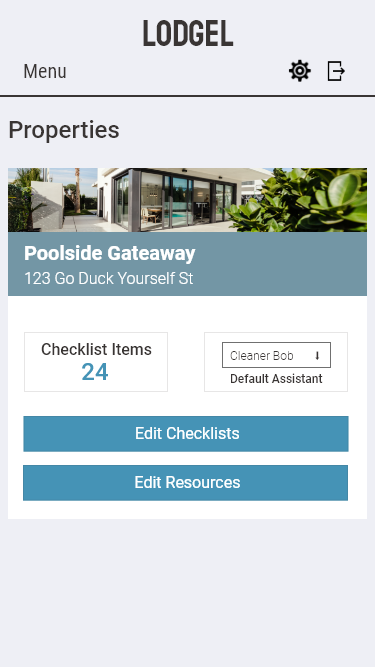 LODGEL
Menu
Properties
Poolside Gateaway
123 Go Duck Yourself St
Checklist Items
24
Cleaner Bob
Default Assistant
Edit Checklists
Edit Resources